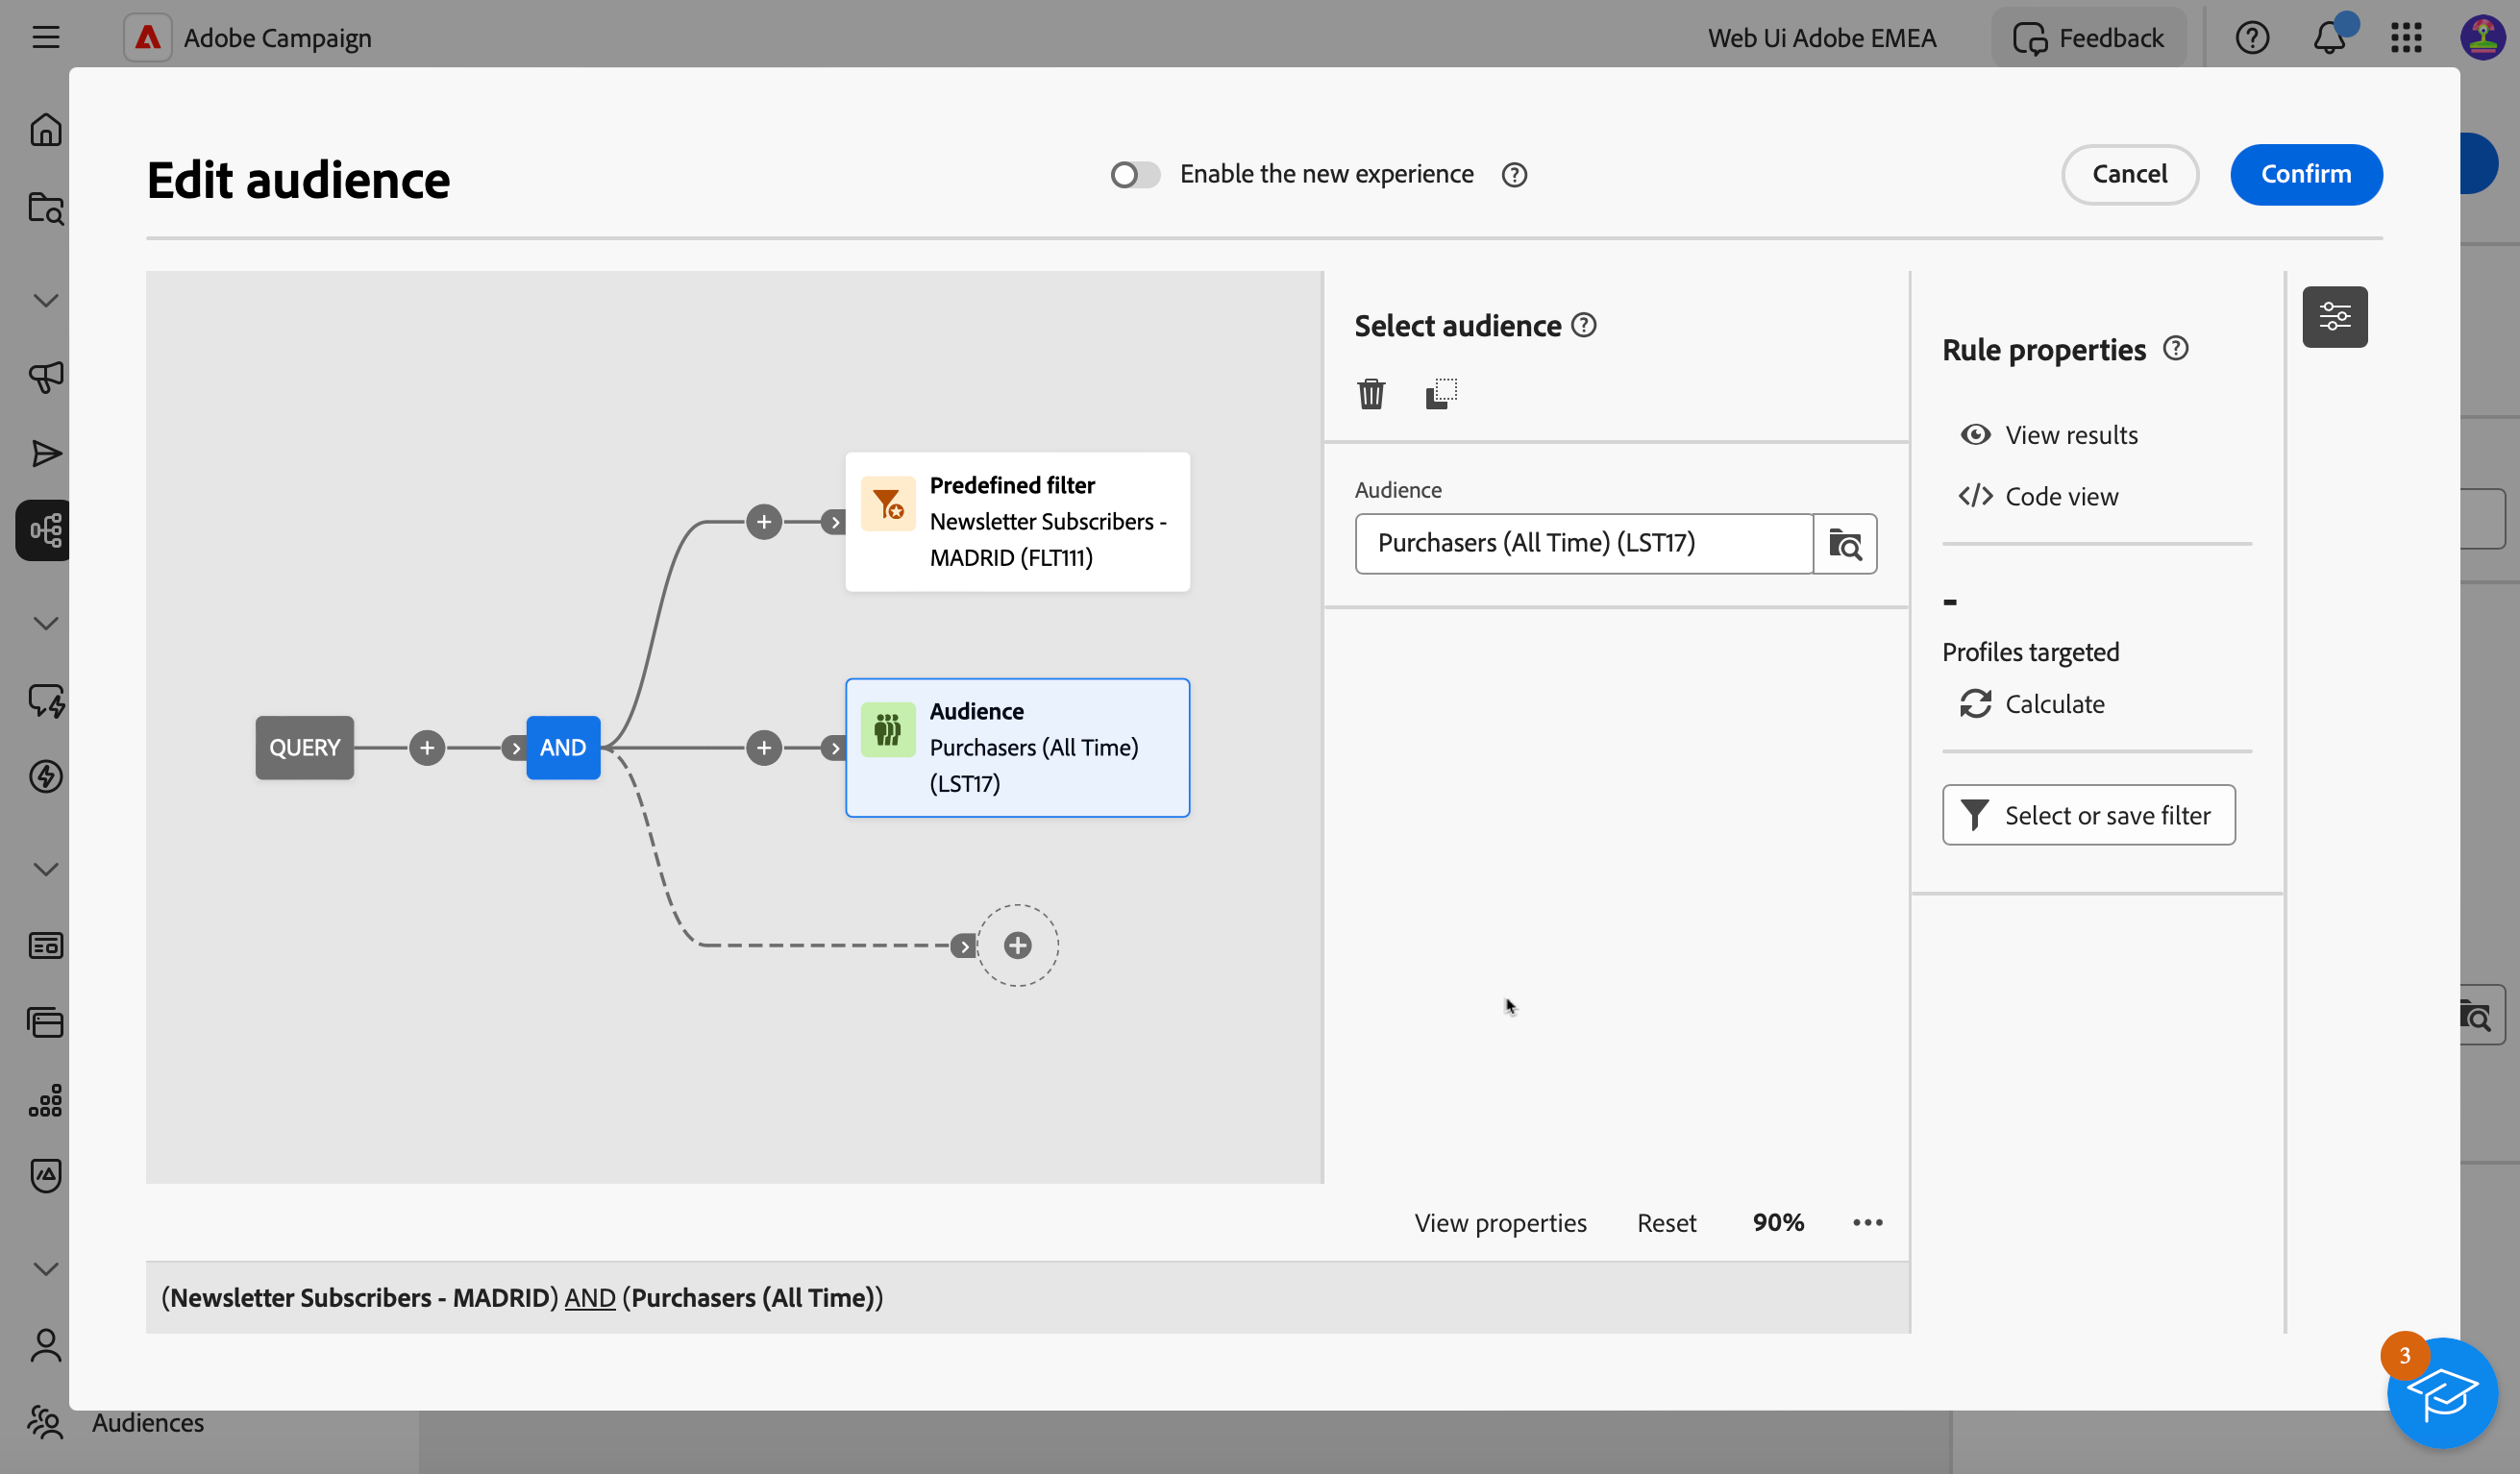 Adobe Campaign
Web Ui Adobe EMEA
Feedback
Edit audience
Enable the new experience
Cancel
Confirm
Select audience
Audience
Purchasers (All Time) (LST17)
Rule properties
View results
Code view
-
Profiles targeted
Calculate
Select or save filter
Predefined filter
Newsletter Subscribers -
MADRID (FLT111)
QUERY
AND
Audience
Purchasers (All Time)
(LST17)
View properties
Reset
90%
(Newsletter Subscribers - MADRID) AND (Purchasers (All Time))
3
Audiences